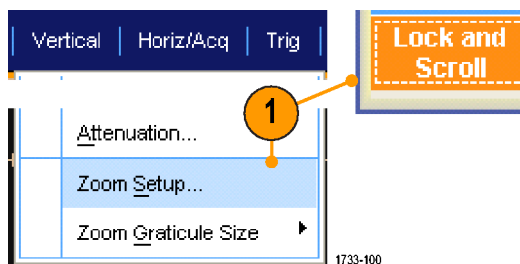 Vertical | Horiz/Acq | Trig
Lock and
Scroll
1
Attenuation...
Zoom Setup...
Zoom Graticule Size
1733-100